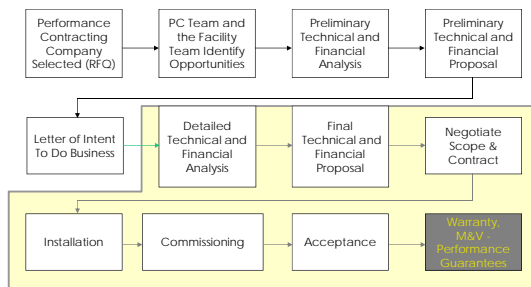 Performance
Contracting
Company
Selected (RFQ)
PC Team and
the Facility
Team Identify
Opportunities
Preliminary
Technical and
Financial
Analysis
Preliminary
Technical and
Financial
Proposal
Letter of Intent
To Do Business
Detailed
Technical and
Financial
Analysis
Final
Technical and
Financial
Proposal
Negotiate
Scope &
Contract
Installation
Commissioning
Acceptance
Warranty,
M&V -
Performance
Guarantees